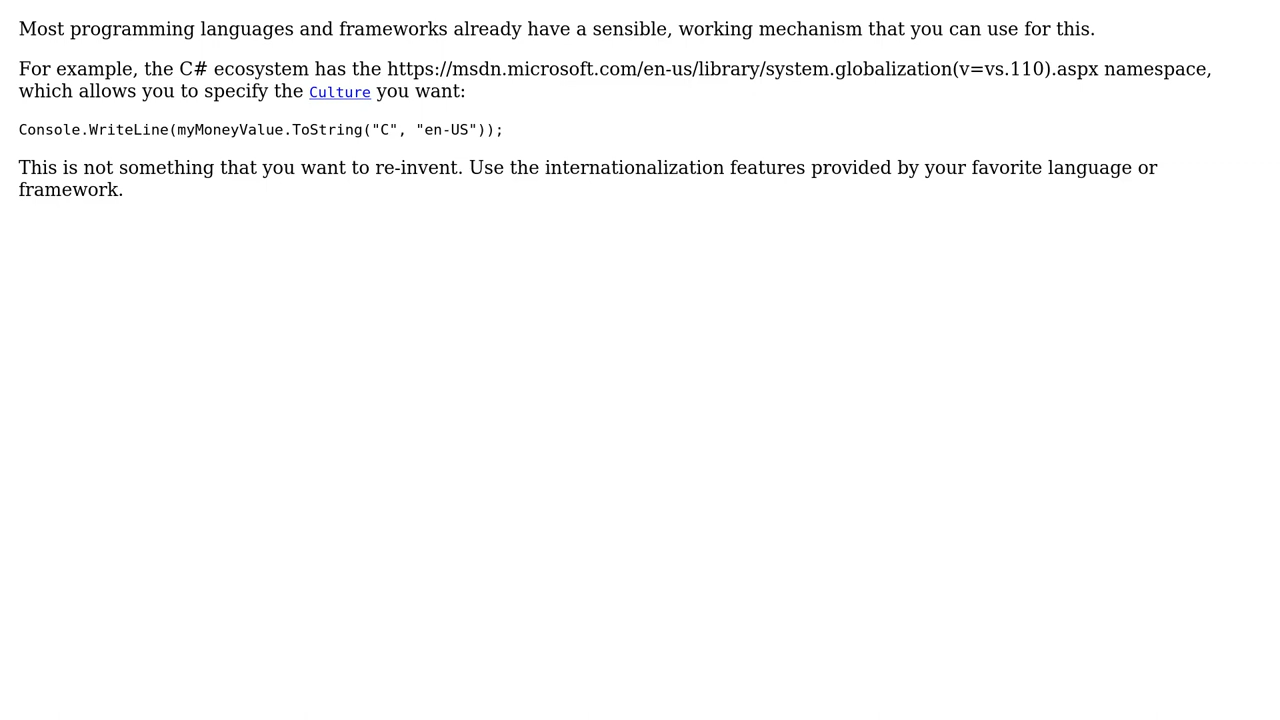 Most programming languages and frameworks already have a sensible, working mechanism that you can use for this.
For example, the C# ecosystem has the https://msdn.microsoft.com/en-us/library/system.globalization(v=vs.110).aspx namespace,
which allows you to specify the Culture you want:
Console.WriteLine(myMoneyValue.ToString("C", "en-US"));
This is not something that you want to re-invent. Use the internationalization features provided by your favorite language or
framework.